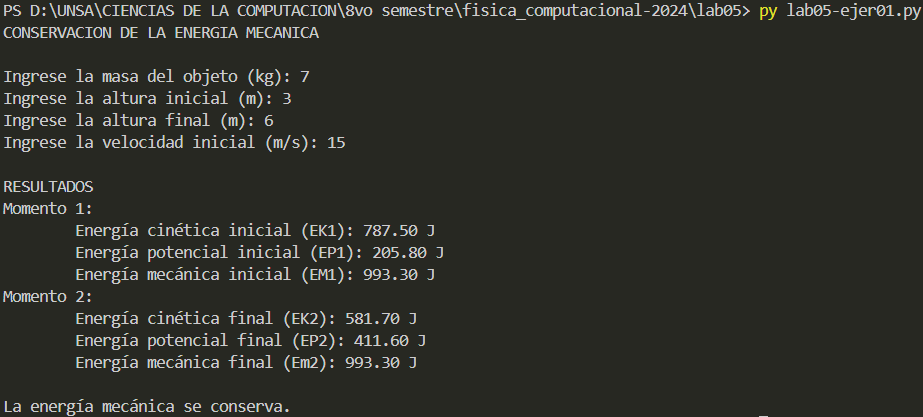 PS D:\UNSA\CIENCIAS DE LA COMPUTACION\8vo semestre\fisica_computacional-2024\lab05> py lab05-ejer01.py
CONSERVACION DE LA ENERGIA MECANICA
Ingrese la masa del objeto (kg): 7
Ingrese la altura inicial (m): 3
Ingrese la altura final (m): 6
Ingrese la velocidad inicial (m/s): 15
RESULTADOS
Momento 1:
Energía cinética inicial (EK1): 787.50 J
Energía potencial inicial (EP1): 205.80 J
Energía mecánica inicial (EM1): 993.30 J
Momento 2:
Energía cinética final (EK2): 581.70 J
Energía potencial final (EP2): 411.60 J
Energía mecánica final (Em2): 993.30 J
La energía mecánica se conserva.